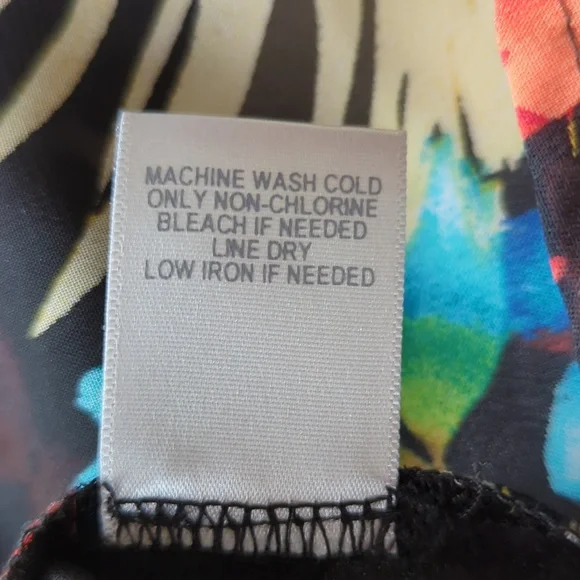 MACHINE WASH COLD
ONLY NON-CHLORINE
BLEACH IF NEEDED
LINE DRY
LOW IRON IF NEEDED